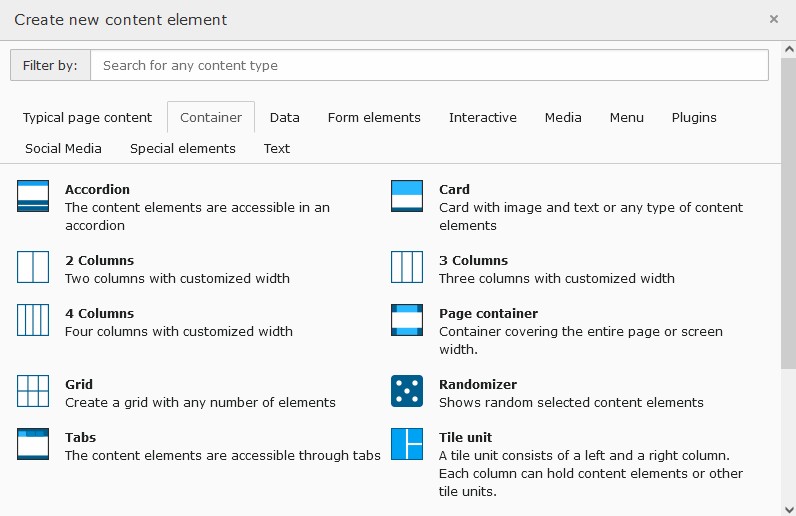 Create new content element ×
Filter by: Search for any content type
Typical page content Container Data Form elements Interactive Media Menu Plugins
Social Media Special elements Text
Accordion
The content elements are accessible in an
accordion
Card
Card with image and text or any type of content
elements
2 Columns
Two columns with customized width
3 Columns
Three columns with customized width
4 Columns
Four columns with customized width
Page container
Container covering the entire page or screen
width.
Grid
Create a grid with any number of elements
Randomizer
Shows random selected content elements
Tabs
The content elements are accessible through tabs
Tile unit
A tile unit consists of a left and a right column.
Each column can hold content elements or other
tile units.